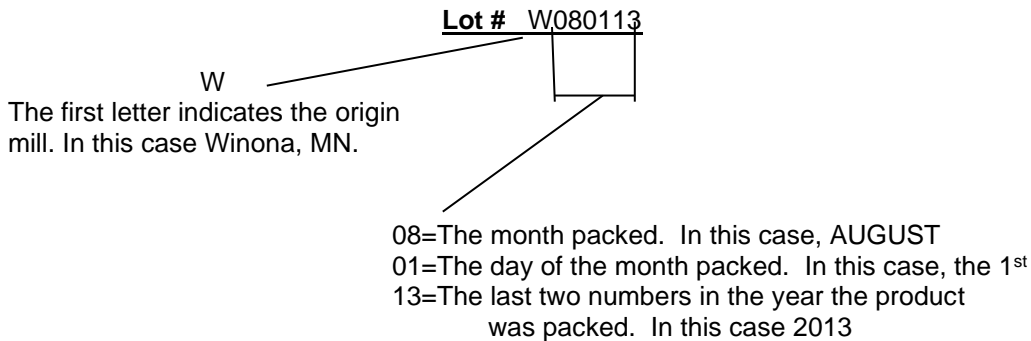 Lot # W080113
W
The first letter indicates the origin
mill. In this case Winona, MN.
08=The month packed. In this case, AUGUST
01=The day of the month packed. In this case, the 1st
13=The last two numbers in the year the product
was packed. In this case 2013